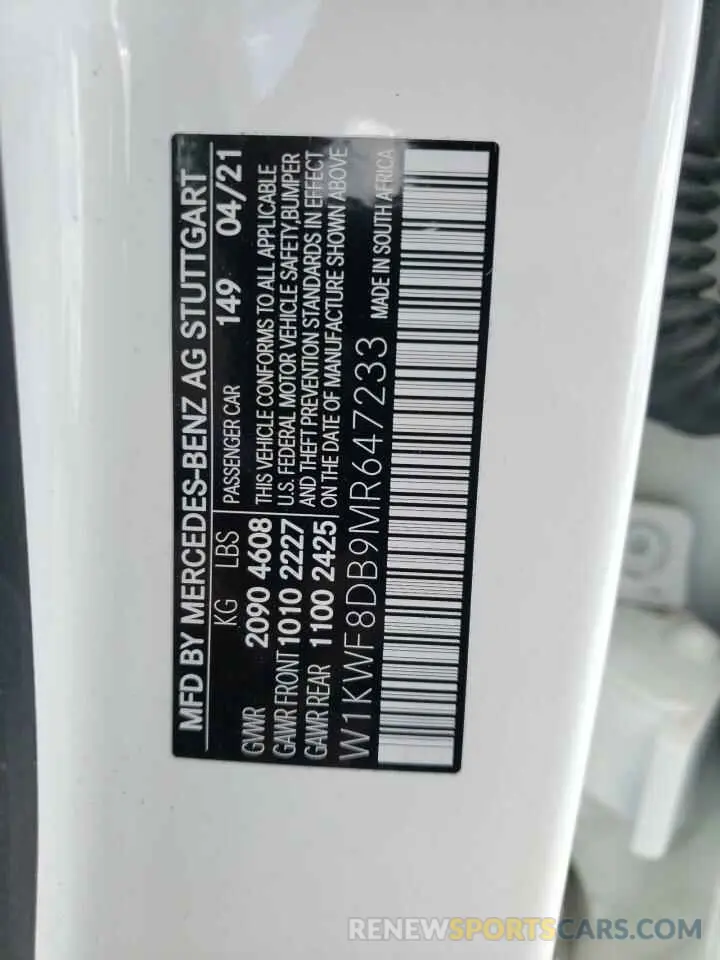 MFD BY MERCEDES-BENZ AG STUTTGART
KG LBS PASSENGER CAR 149 04/21
GVWR 2090 4608 THIS VEHICLE CONFORMS TO ALL APPLICABLE
GAWR FRONT 1010 2227 U.S. FEDERAL MOTOR VEHICLE SAFETY,BUMPER
GAWR REAR 1100 2425 AND THEFT PREVENTION STANDARDS IN EFFECT
ON THE DATE OF MANUFACTURE SHOWN ABOVE
W1KWF8DB9MR647233 MADE IN SOUTH AFRICA
RENEWSPORTSCARS.COM